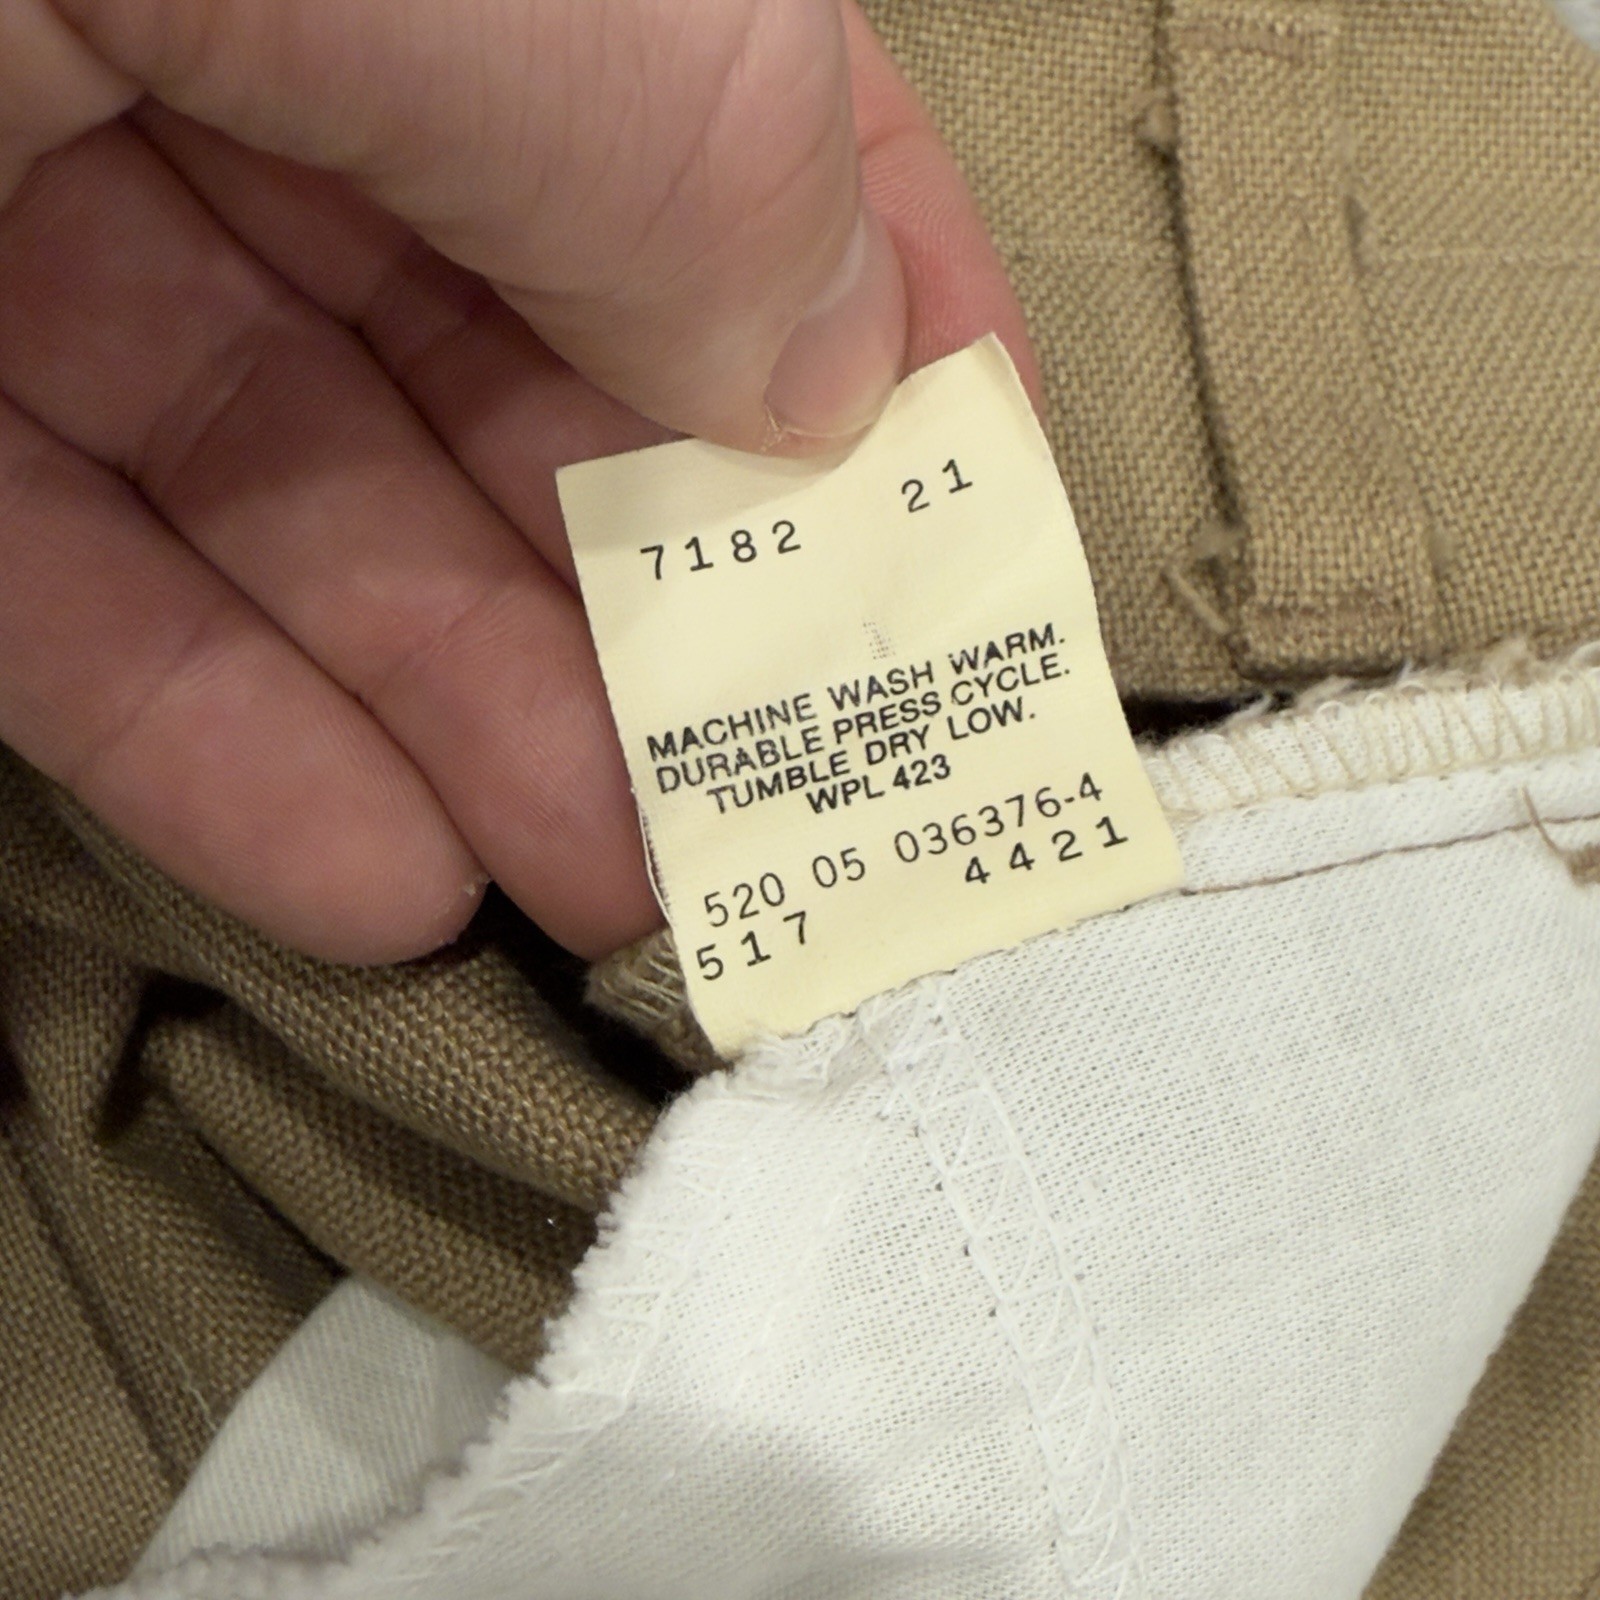 7182 21
MACHINE WASH WARM.
DURABLE PRESS CYCLE.
TUMBLE DRY LOW.
WPL 423
520 05 036376-4
517 4421